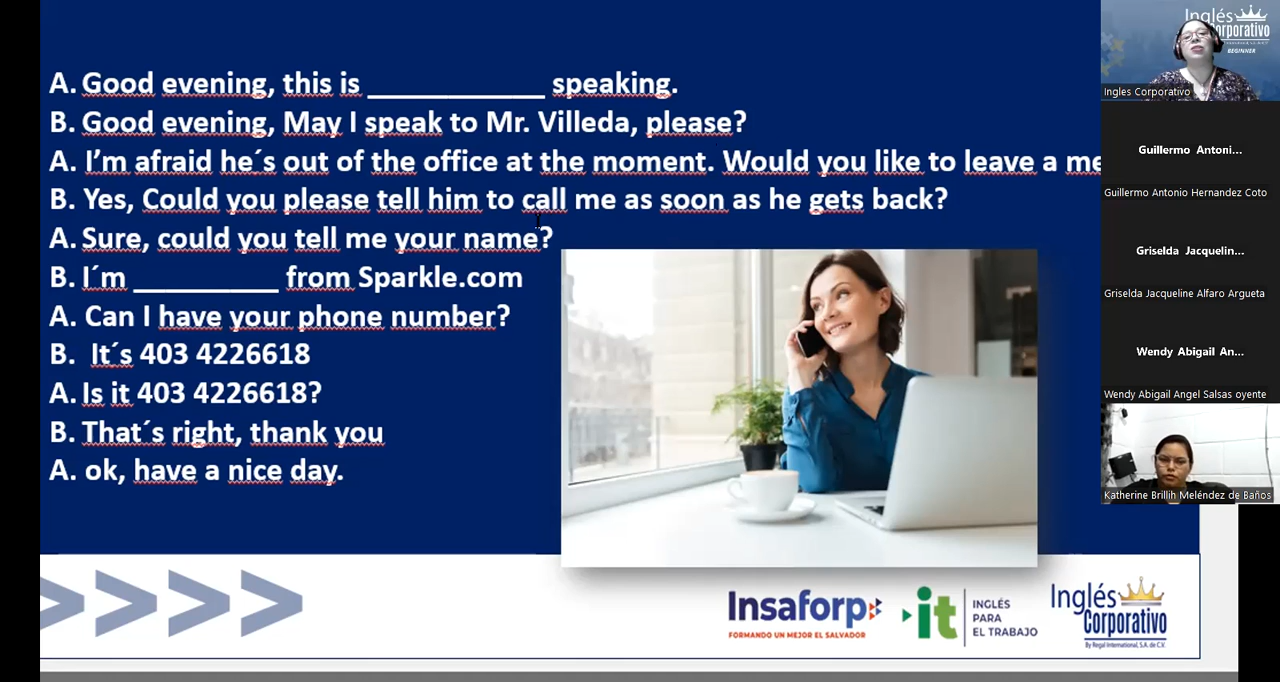 A. Good evening, this is ____________ speaking.
B. Good evening, May I speak to Mr. Villeda, please?
A. I’m afraid he´s out of the office at the moment. Would you like to leave a me
B. Yes, Could you please tell him to call me as soon as he gets back?
A. Sure, could you tell me your name?
B. I´m __________ from Sparkle.com
A. Can I have your phone number?
B. It´s 403 4226618
A. Is it 403 4226618?
B. That´s right, thank you
A. ok, have a nice day.
Insaforp
FORMANDO UN MEJOR EL SALVADOR
it
INGLÉS
PARA
EL TRABAJO
Inglés
Corporativo
By Regal International, S.A. de C.V.
Inglés
Corporativo
BEGINNER
Ingles Corporativo
Guillermo Antoni...
Guillermo Antonio Hernandez Coto
Griselda Jacquelin...
Griselda Jacqueline Alfaro Argueta
Wendy Abigail An...
Wendy Abigail Angel Salsas oyente
Katherine Brillih Meléndez de Baños